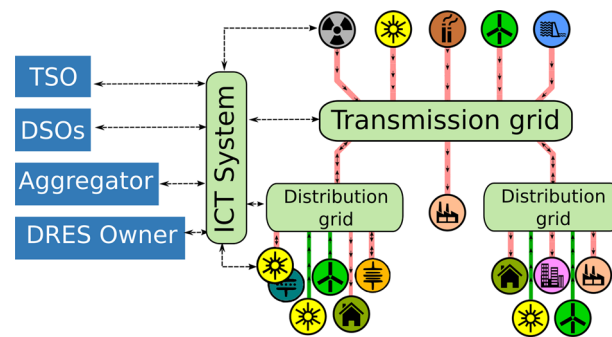 TSO
DSOs
Aggregator
DRES Owner
ICT System
Transmission grid
Distribution
grid
Distribution
grid